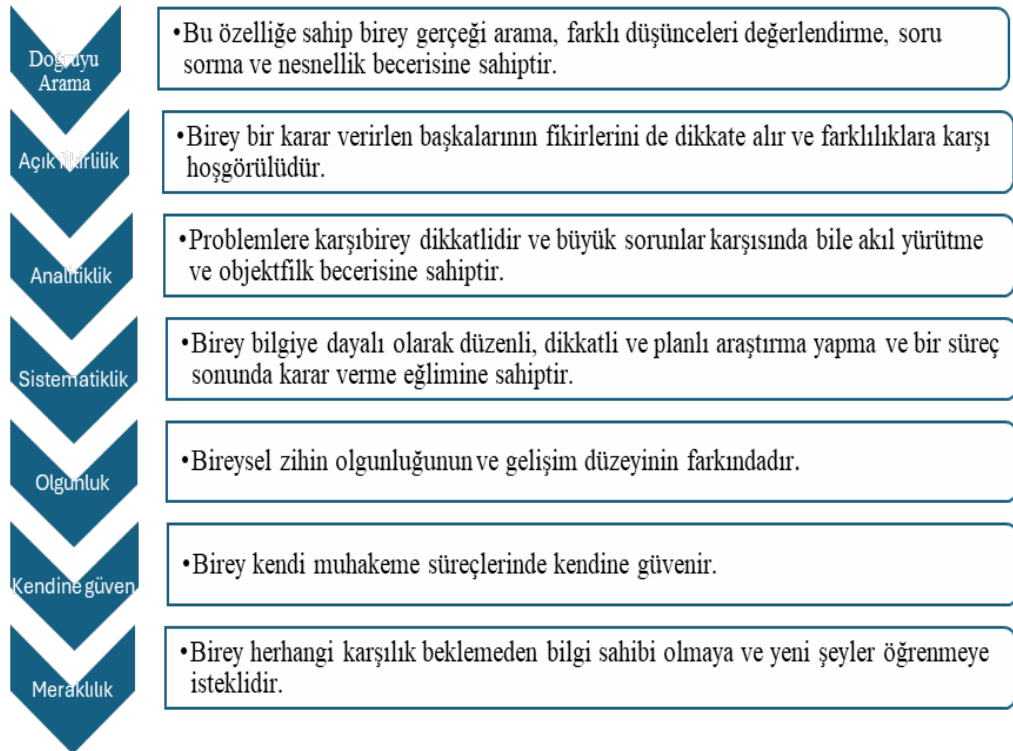 Doğruyu
Arama
•Bu özelliğe sahip birey gerçeği arama, farklı düşünceleri değerlendirme, soru
sorma ve nesnellik becerisine sahiptir.
Açık fikirlilik
•Birey bir karar verirlen başkalarının fikirlerini de dikkate alır ve farklılıklara karşı
hoşgörülüdür.
Analitiklik
•Problemlere karşıbirey dikkatlidir ve büyük sorunlar karşısında bile akıl yürütme
ve objektfilk becerisine sahiptir.
Sistematiklik
•Birey bilgiye dayalı olarak düzenli, dikkatli ve planlı araştırma yapma ve bir süreç
sonunda karar verme eğlimine sahiptir.
Olgunluk
•Bireysel zihin olgunluğunun ve gelişim düzeyinin farkındadır.
Kendine güven
•Birey kendi muhakeme süreçlerinde kendine güvenir.
Meraklılık
•Birey herhangi karşılık beklemeden bilgi sahibi olmaya ve yeni şeyler öğrenmeye
isteklidir.